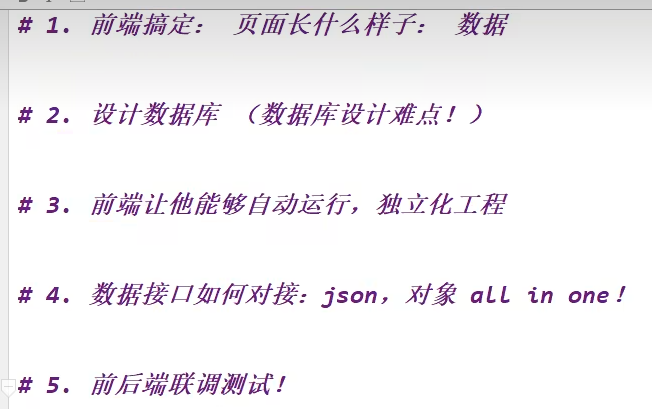 # 1. 前端搞定: 页面长什么样子: 数据
# 2. 设计数据库 （数据库设计难点!）
# 3. 前端让他能够自动运行，独立化工程
# 4. 数据接口如何对接：json，对象 all in one!
# 5. 前后端联调测试!